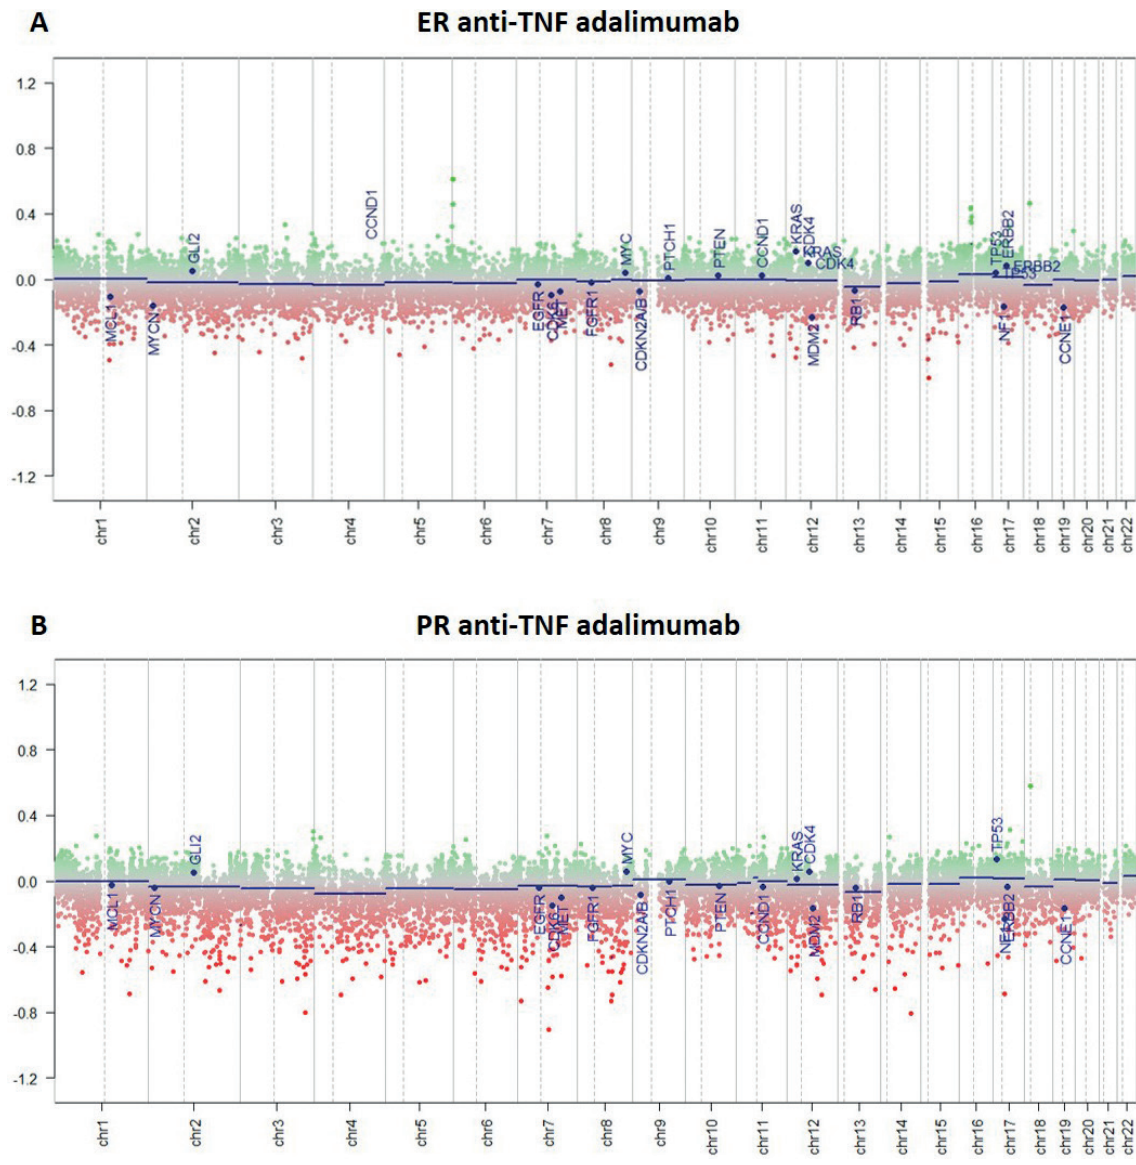 A
ER anti-TNF adalimumab
1.2
0.8
0.4
0.0
-0.4
-0.8
-1.2
MCL1
MYCN1
GLI2
CCND1
EGFR
CDK6
MET
FGFR1
MYC
CDKN2A/B
PTCH1
PTEN
CCND1
KRAS
CDK4
KRAS
CDK4
MDM2
RB1
TP53
ERBB2
ERBB2
TP53
NF1
CCNE1
chr1
chr2
chr3
chr4
chr5
chr6
chr7
chr8
chr9
chr10
chr11
chr12
chr13
chr14
chr15
chr16
chr17
chr18
chr19
chr20
chr21
chr22
B
PR anti-TNF adalimumab
1.2
0.8
0.4
0.0
-0.4
-0.8
-1.2
MCL1
MYCN
GLI2
EGFR
CDK6
MET
FGFR1
MYC
CDKN2A/B
PTCH1
PTEN
CCND1
KRAS
CDK4
MDM2
RB1
TP53
ERBB2
CCNE1
chr1
chr2
chr3
chr4
chr5
chr6
chr7
chr8
chr9
chr10
chr11
chr12
chr13
chr14
chr15
chr16
chr17
chr18
chr19
chr20
chr21
chr22